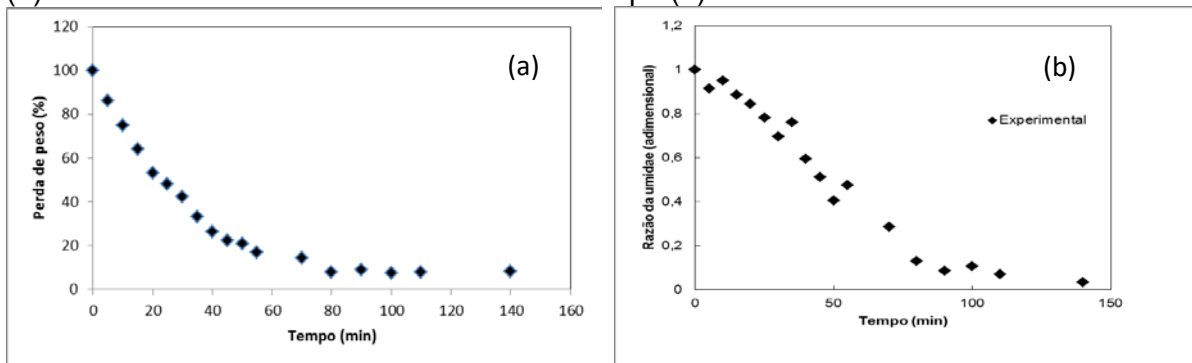 120
100
80
60
40
20
0
0 20 40 60 80 100 120 140 160
Perda de peso (%)
Tempo (min)
(a)
1,2
1
0,8
0,6
0,4
0,2
0
0 50 100 150
Razão da umidae (adimensional)
Tempo (min)
(b)
Experimental